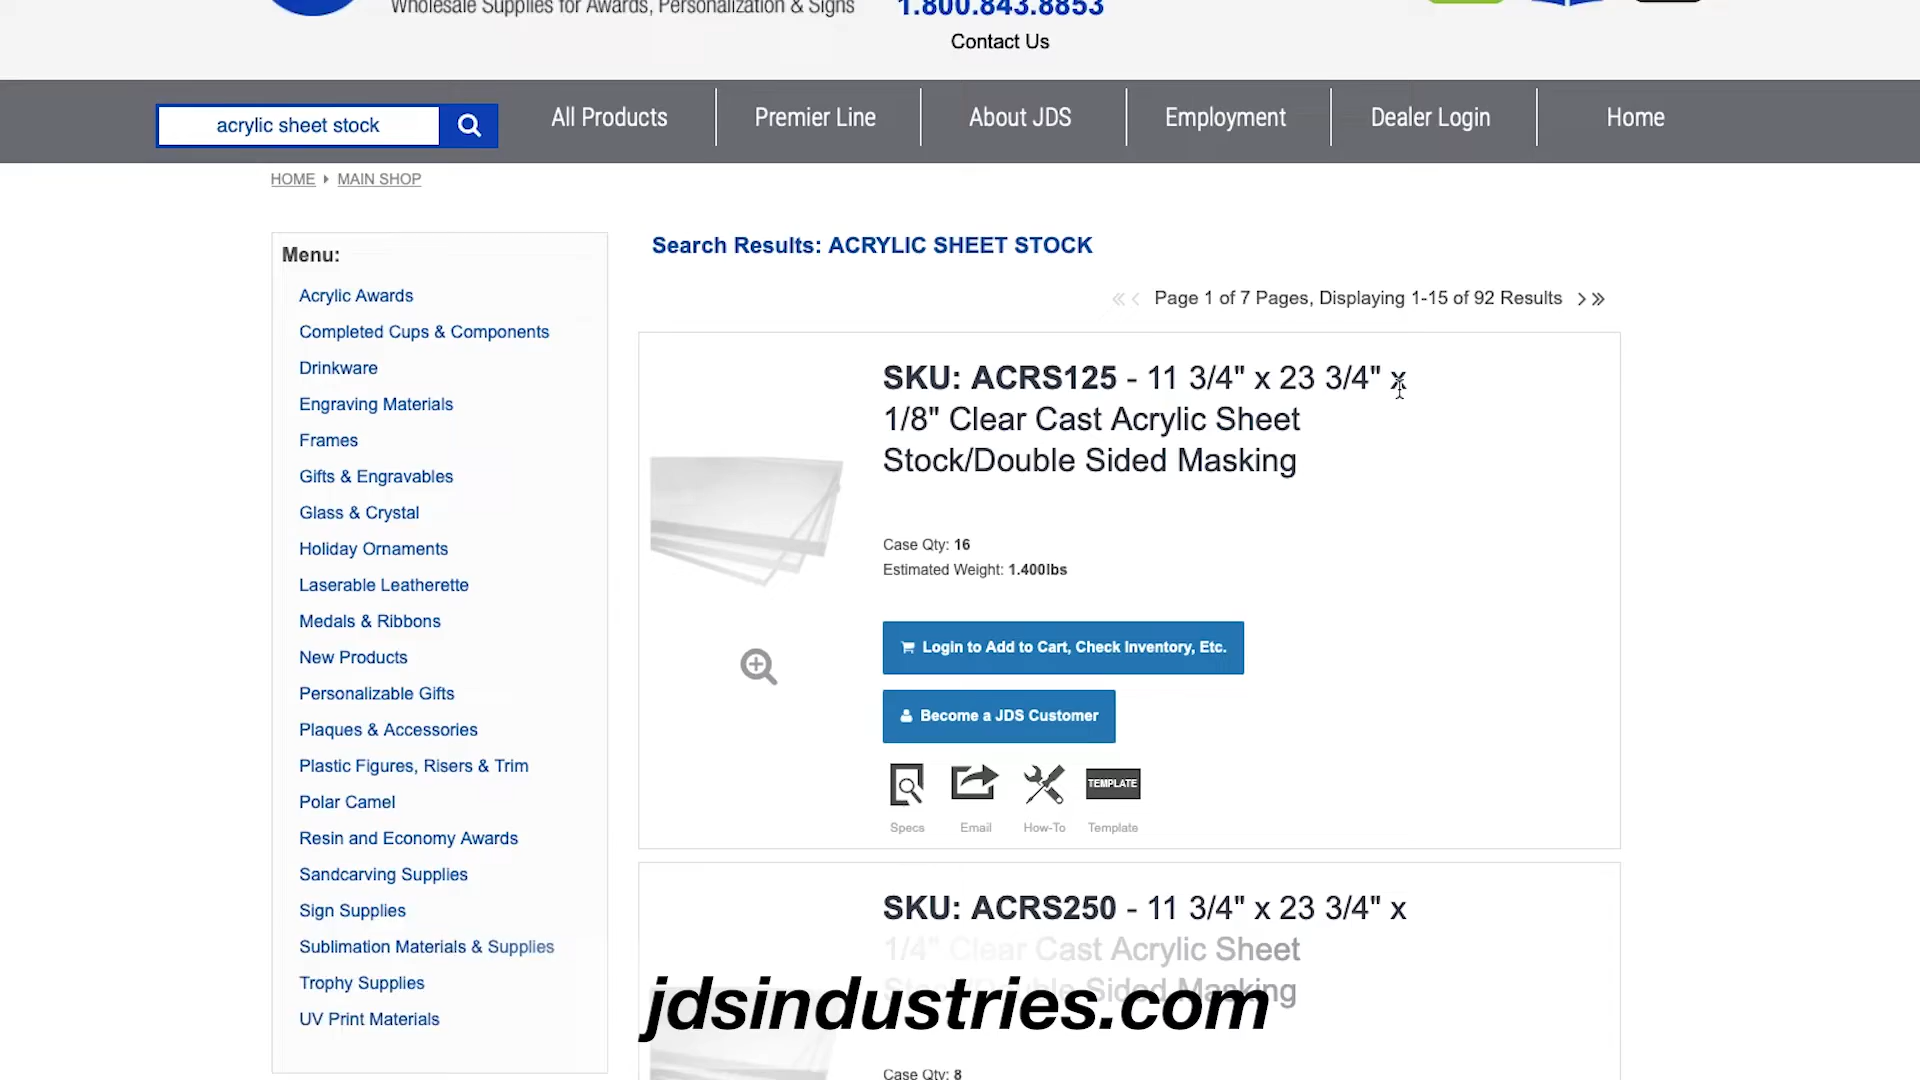 Wholesale Supplies for Awards, Personalization & Signs
1.800.843.8853
Contact Us
acrylic sheet stock
All Products
Premier Line
About JDS
Employment
Dealer Login
Home
HOME
MAIN SHOP
Menu:
Acrylic Awards
Completed Cups & Components
Drinkware
Engraving Materials
Frames
Gifts & Engravables
Glass & Crystal
Holiday Ornaments
Laserable Leatherette
Medals & Ribbons
New Products
Personalizable Gifts
Plaques & Accessories
Plastic Figures, Risers & Trim
Polar Camel
Resin and Economy Awards
Sandcarving Supplies
Sign Supplies
Sublimation Materials & Supplies
Trophy Supplies
UV Print Materials
Search Results: ACRYLIC SHEET STOCK
Page 1 of 7 Pages, Displaying 1-15 of 92 Results
SKU: ACRS125 - 11 3/4" x 23 3/4" x
1/8" Clear Cast Acrylic Sheet
Stock/Double Sided Masking
Case Qty: 16
Estimated Weight: 1.400lbs
Login to Add to Cart, Check Inventory, Etc.
Become a JDS Customer
TEMPLATE
Specs
Email
How-To
Template
SKU: ACRS250 - 11 3/4" x 23 3/4" x
1/4" Clear Cast Acrylic Sheet
Stock/Double Sided Masking
jdsindustries.com
Case Qty: 8